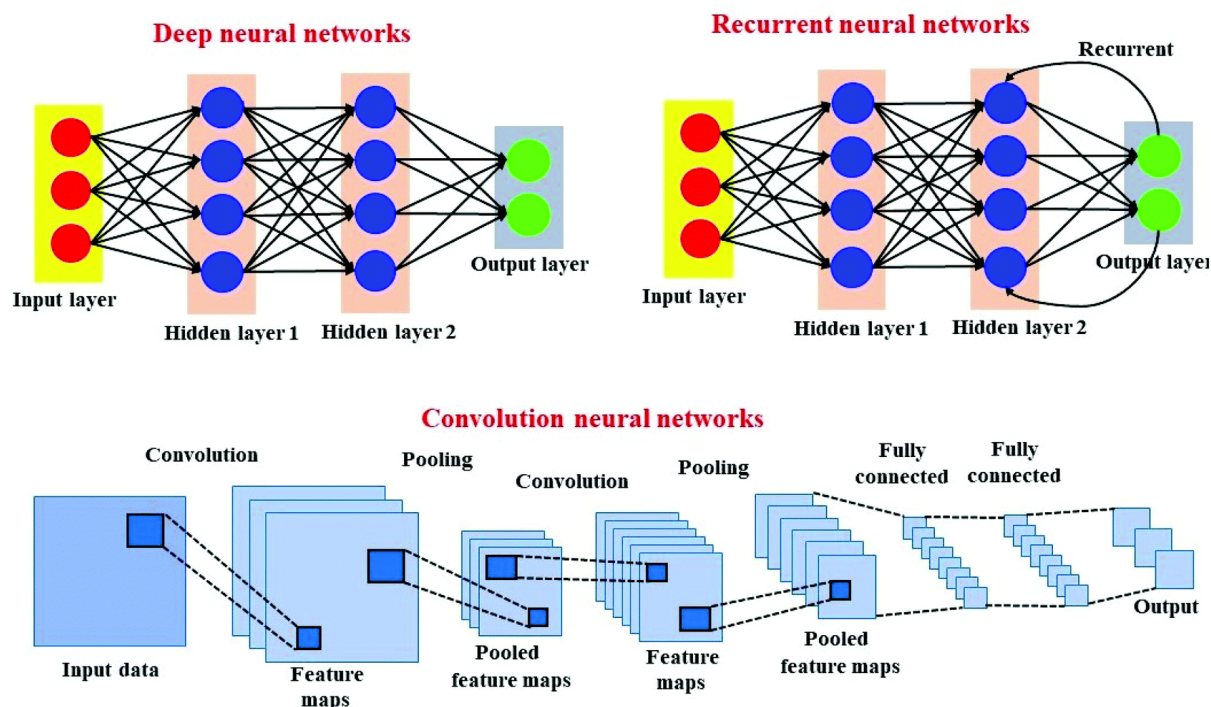 Deep neural networks
Input layer
Hidden layer 1
Hidden layer 2
Output layer
Recurrent neural networks
Recurrent
Input layer
Hidden layer 1
Hidden layer 2
Output layer
Convolution neural networks
Convolution
Pooling
Convolution
Pooling
Fully
connected
Fully
connected
Input data
Feature
maps
Pooled
feature maps
Feature
maps
Pooled
feature maps
Output